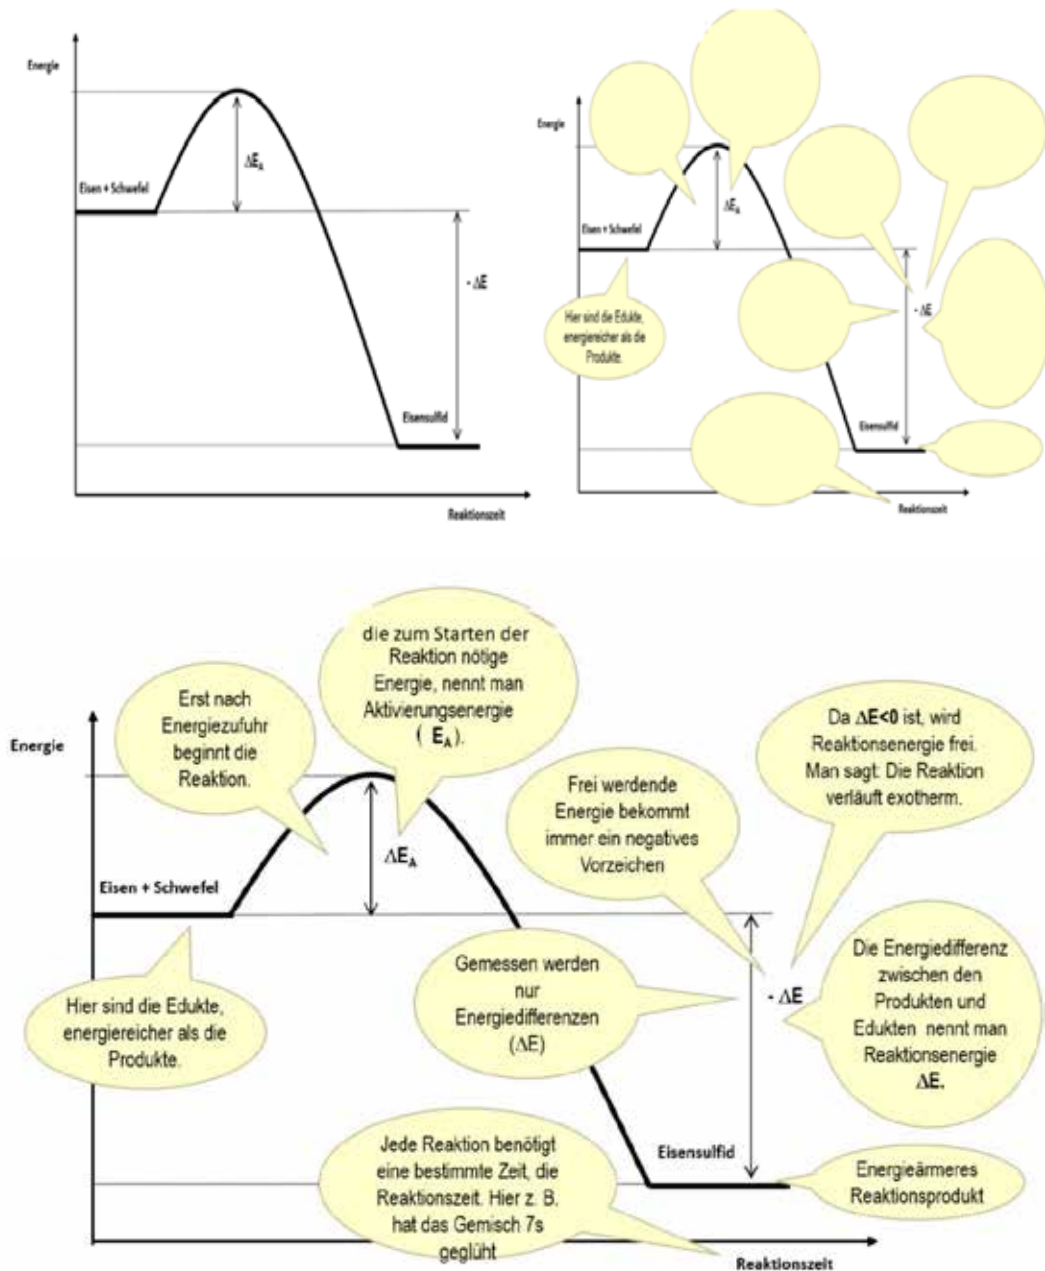 Energie
ΔE_A
Eisen + Schwefel
- ΔE
Eisensulfid
Reaktionszeit
Energie
ΔE_A
Eisen + Schwefel
Hier sind die Edukte,
energiereicher als die
Produkte.
- ΔE
Eisensulfid
Reaktionszeit
die zum Starten der
Reaktion nötige
Energie, nennt man
Aktivierungsenergie
( E_A).
Erst nach
Energiezufuhr
beginnt die
Reaktion.
Da ΔE<0 ist, wird
Reaktionsenergie frei.
Man sagt: Die Reaktion
verläuft exotherm.
Energie
Frei werdende
Energie bekommt
immer ein negatives
Vorzeichen
ΔE_A
Eisen + Schwefel
Gemessen werden
nur
Energiedifferenzen
(ΔE)
- ΔE
Die Energiedifferenz
zwischen den
Produkten und
Edukten nennt man
Reaktionsenergie
ΔE.
Hier sind die Edukte,
energiereicher als die
Produkte.
Jede Reaktion benötigt
eine bestimmte Zeit, die
Reaktionszeit. Hier z. B.
hat das Gemisch 7s
geglüht
Eisensulfid
Energieärmeres
Reaktionsprodukt
Reaktionszeit